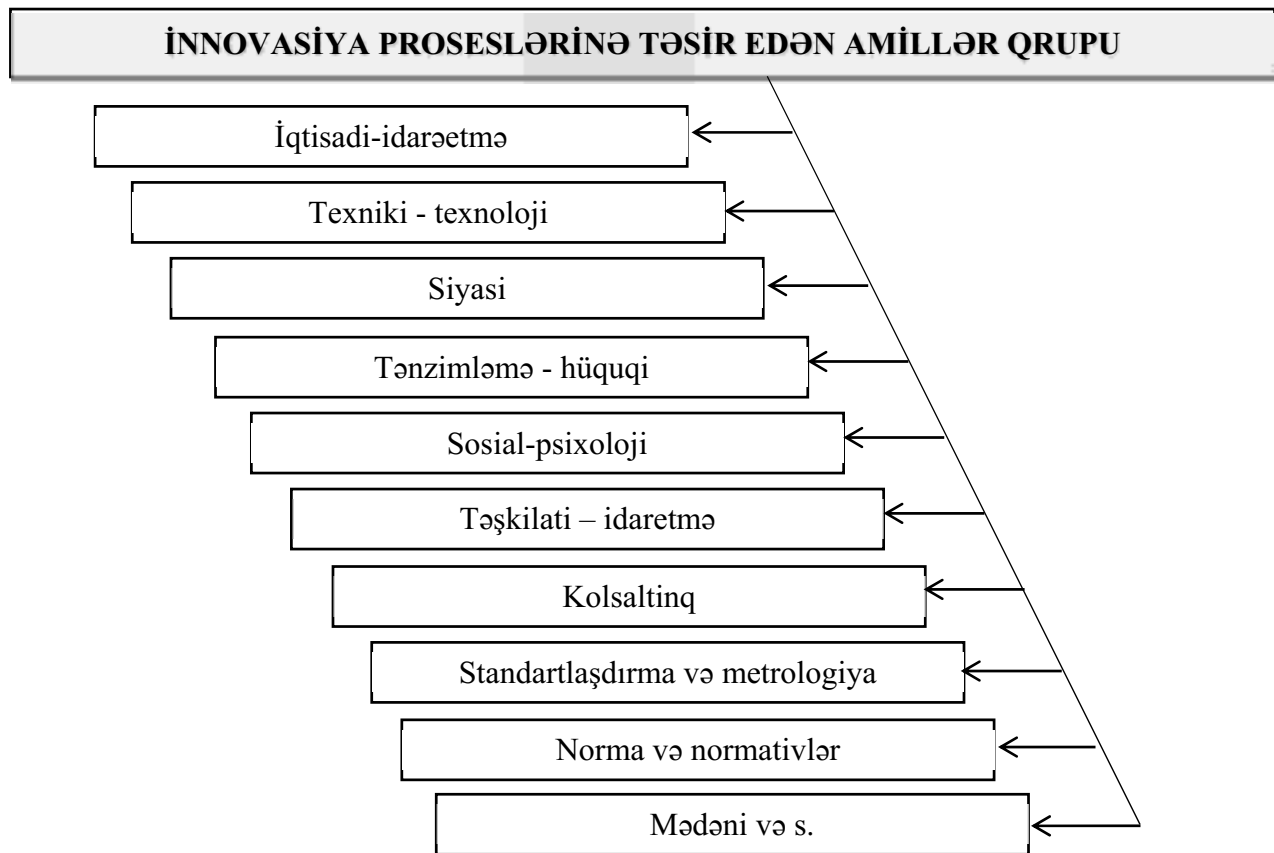 İNNOVASİYA PROSESLƏRİNƏ TƏSİR EDƏN AMİLLƏR QRUPU
İqtisadi-idarəetmə
Texniki - texnoloji
Siyasi
Tənzimləmə - hüquqi
Sosial-psixoloji
Təşkilati – idaretmə
Kolsaltinq
Standartlaşdırma və metrologiya
Norma və normativlər
Mədəni və s.